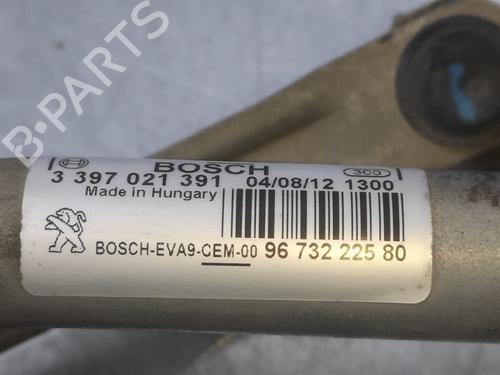 B-PARTS
BOSCH
3CD
3 397 021 391 04/08/12 1300
Made in Hungary
BOSCH-EVA9-CEM-00 96 732 225 80